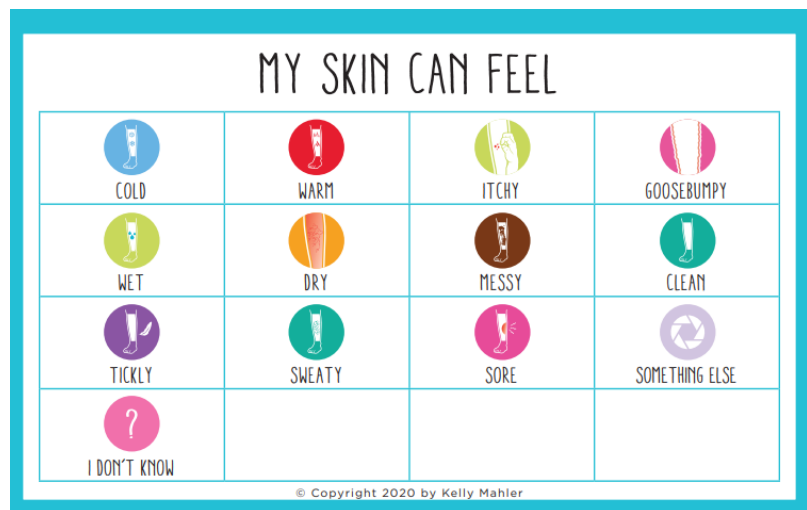 MY SKIN CAN FEEL
COLD WARM ITCHY GOOSEBUMPY
WET DRY MESSY CLEAN
TICKLY SWEATY SORE SOMETHING ELSE
?
I DON'T KNOW
© Copyright 2020 by Kelly Mahler